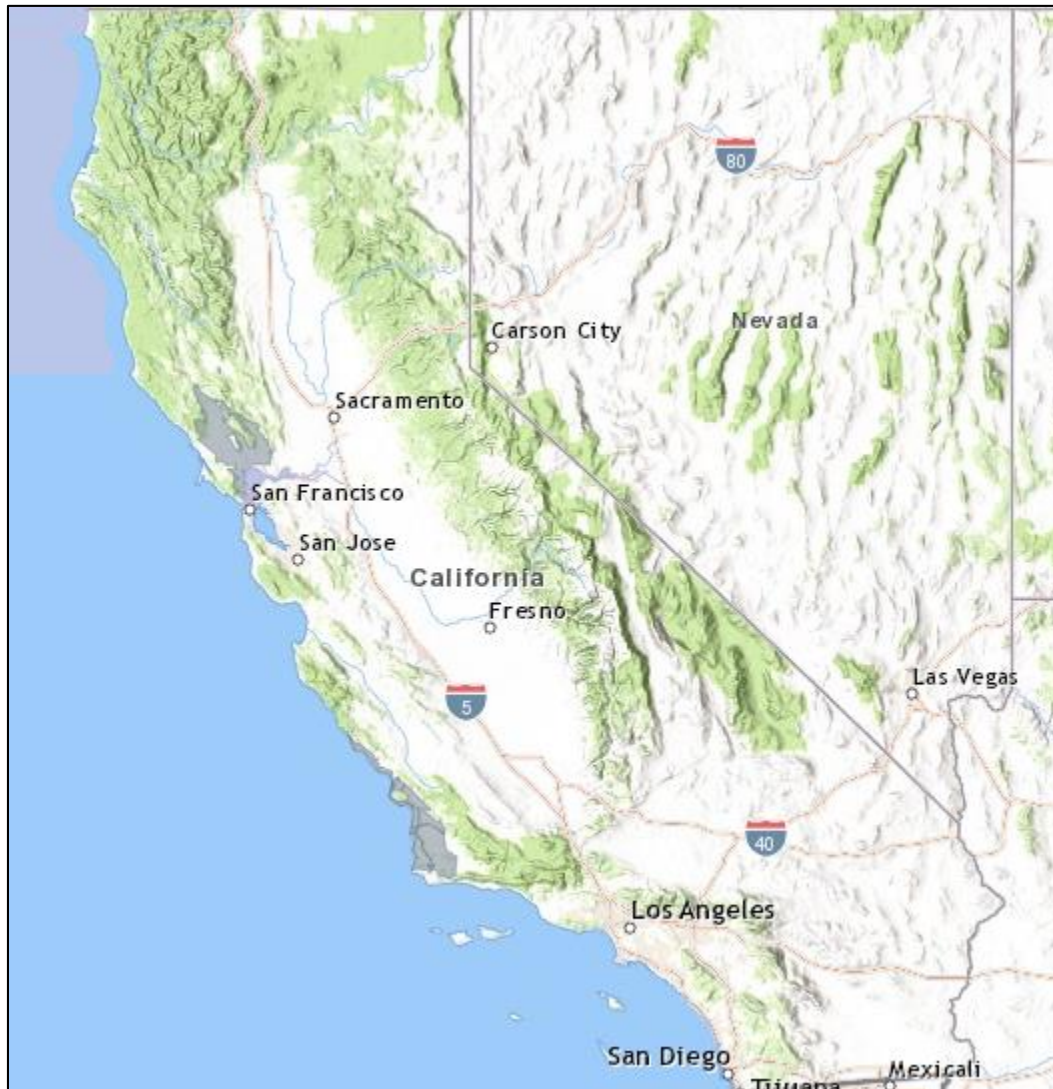 80
Nevada
Carson City
Sacramento
San Francisco
San Jose
California
Fresno
Las Vegas
5
40
Los Angeles
San Diego
Mexicali
Tijuana